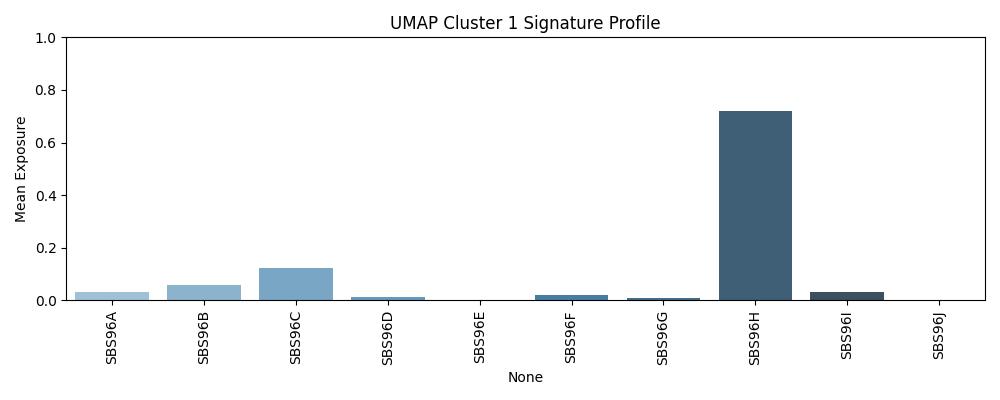 UMAP Cluster 1 Signature Profile
Mean Exposure
1.0
0.8
0.6
0.4
0.2
0.0
SBS96A
SBS96B
SBS96C
SBS96D
SBS96E
SBS96F
SBS96G
SBS96H
SBS96I
SBS96J
None